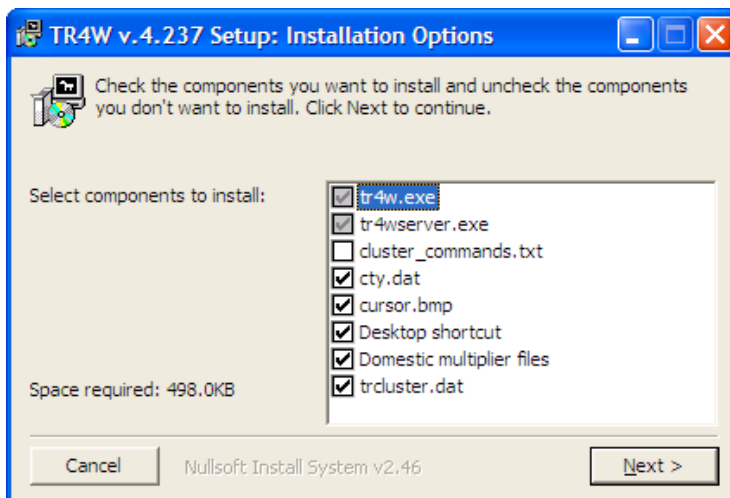 TR4W v.4.237 Setup: Installation Options
Check the components you want to install and uncheck the components
you don't want to install. Click Next to continue.
Select components to install:
tr4w.exe
tr4wserver.exe
cluster_commands.txt
cty.dat
cursor.bmp
Desktop shortcut
Domestic multiplier files
trcluster.dat
Space required: 498.0KB
Cancel
Nullsoft Install System v2.46
Next >